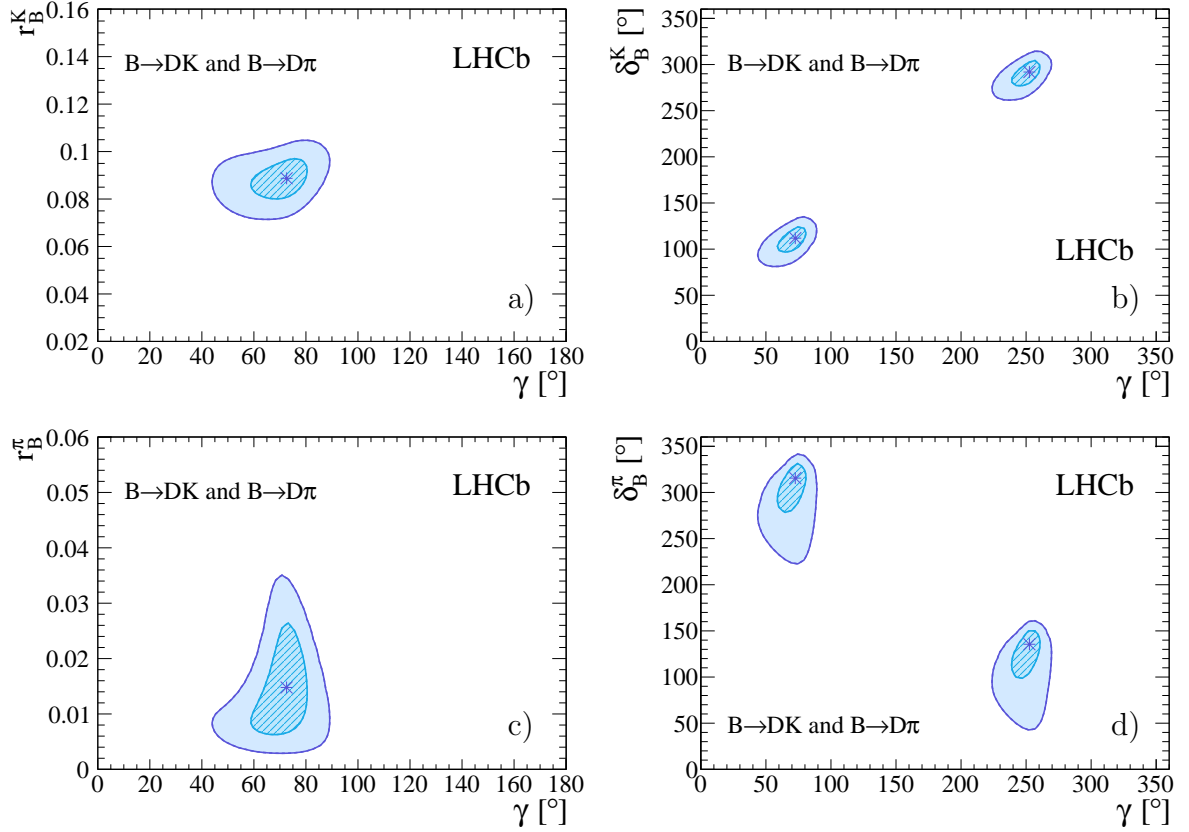 r_B^K
0.16
0.14
0.12
0.1
0.08
0.06
0.04
0.02
B→DK and B→Dπ
LHCb
a)
0 20 40 60 80 100 120 140 160 180
γ [°]
δ_B^K [°]
350
300
250
200
150
100
50
0
B→DK and B→Dπ
LHCb
b)
0 50 100 150 200 250 300 350
γ [°]
r_B^π
0.06
0.05
0.04
0.03
0.02
0.01
0
B→DK and B→Dπ
LHCb
c)
0 20 40 60 80 100 120 140 160 180
γ [°]
δ_B^π [°]
350
300
250
200
150
100
50
0
LHCb
B→DK and B→Dπ
d)
0 50 100 150 200 250 300 350
γ [°]